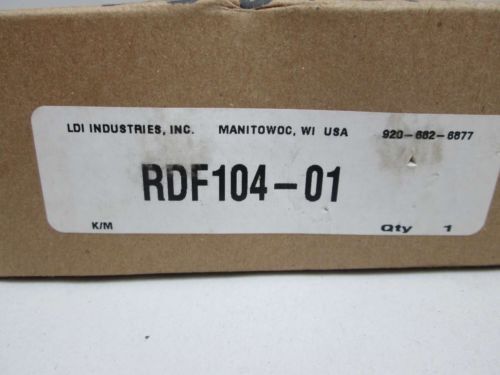 LDI INDUSTRIES, INC. MANITOWOC, WI USA 920-682-6877
RDF104-01
K/M Qty 1